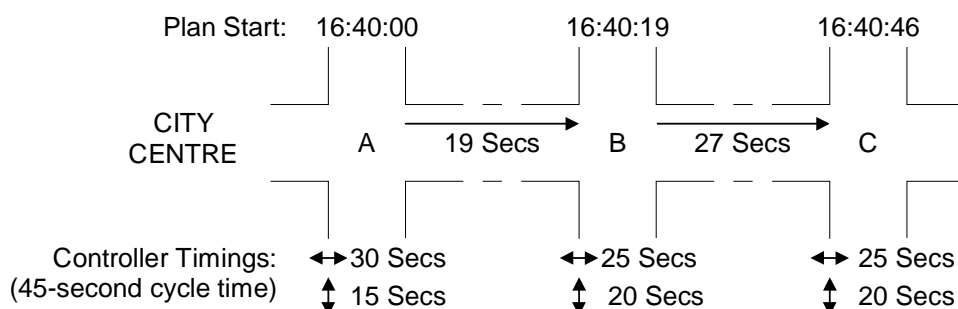 Plan Start: 16:40:00 16:40:19 16:40:46
CITY
CENTRE
A 19 Secs B 27 Secs C
Controller Timings: 30 Secs 25 Secs 25 Secs
(45-second cycle time) 15 Secs 20 Secs 20 Secs